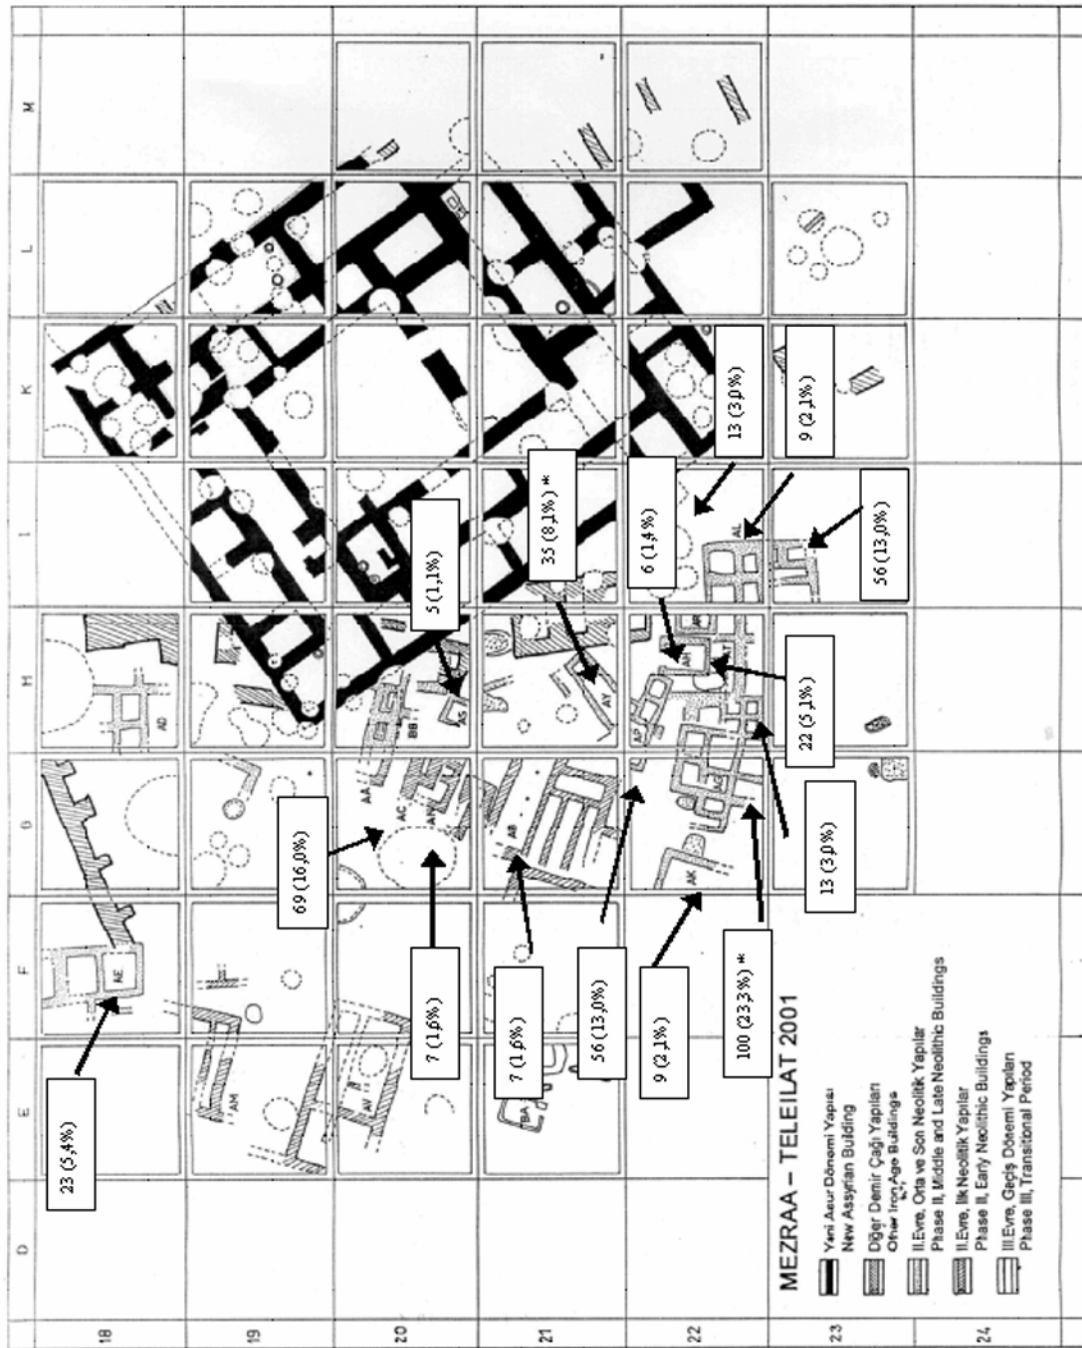 M
L
K
I
H
G
F
E
D
18
19
20
21
22
23
24
23 (5,4%)
69 (16,0%)
7 (1,6%)
7 (1,6%)
56 (13,0%)
9 (2,1%)
100 (23,3%) *
5 (1,1%)
35 (8,1%) *
6 (1,4%)
13 (3,0%)
9 (2,1%)
56 (13,0%)
22 (5,1%)
13 (3,0%)
AD
AE
AM
AV
BA
AA
AC
AN
BB
AS
AB
AY
AP
AH
AR
AT
AL
AG
AK
MEZRAA – TELEILAT 2001
Yeni Asur Dönemi Yapısı
New Assyrian Building
Diğer Demir Çağı Yapıları
Other Iron Age Buildings
II.Evre, Orta ve Son Neolitik Yapılar
Phase II, Middle and Late Neolithic Buildings
II.Evre, İlk Neolitik Yapılar
Phase II, Early Neolithic Buildings
III.Evre, Geçiş Dönemi Yapıları
Phase III, Transitional Period